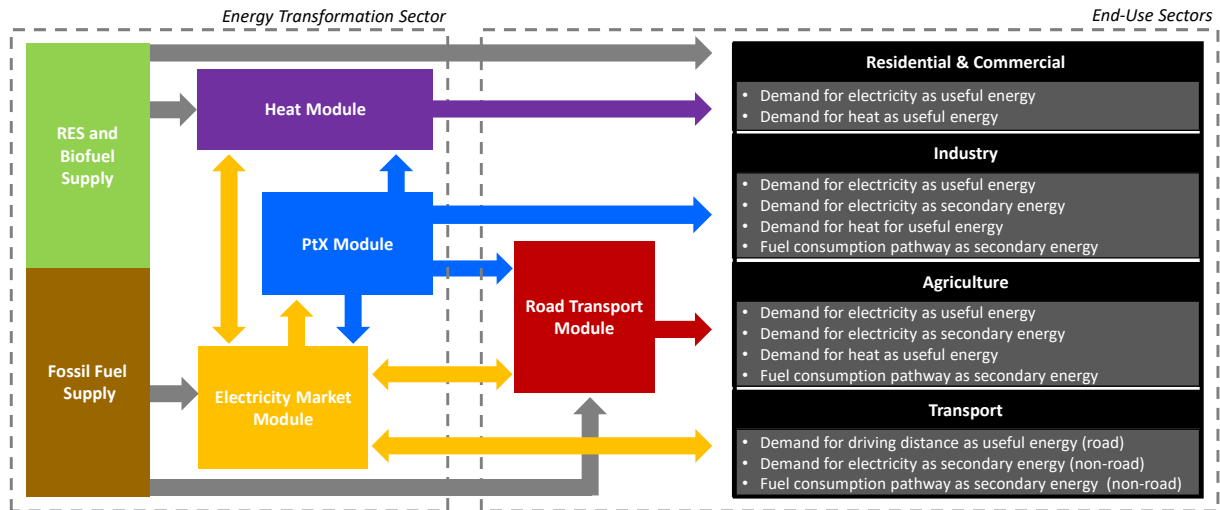 Energy Transformation Sector
End-Use Sectors
RES and
Biofuel
Supply
Fossil Fuel
Supply
Heat Module
PtX Module
Electricity Market
Module
Road Transport
Module
Residential & Commercial
• Demand for electricity as useful energy
• Demand for heat as useful energy
Industry
• Demand for electricity as useful energy
• Demand for electricity as secondary energy
• Demand for heat for useful energy
• Fuel consumption pathway as secondary energy
Agriculture
• Demand for electricity as useful energy
• Demand for electricity as secondary energy
• Demand for heat as useful energy
• Fuel consumption pathway as secondary energy
Transport
• Demand for driving distance as useful energy (road)
• Demand for electricity as secondary energy (non-road)
• Fuel consumption pathway as secondary energy (non-road)